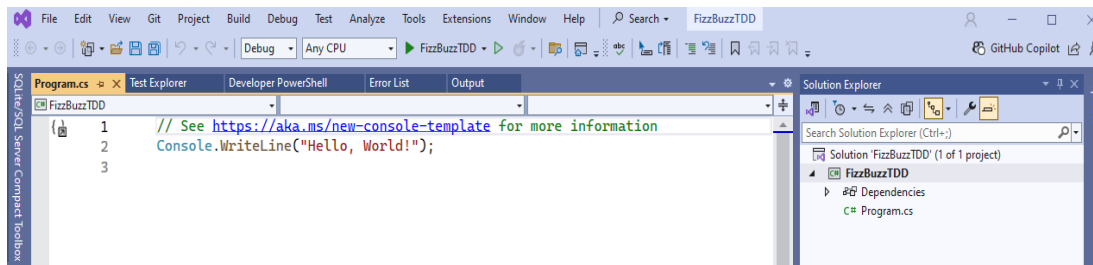 File Edit View Git Project Build Debug Test Analyze Tools Extensions Window Help Search FizzBuzzTDD
Debug Any CPU FizzBuzzTDD GitHub Copilot
Program.cs Test Explorer Developer PowerShell Error List Output
FizzBuzzTDD
1 // See https://aka.ms/new-console-template for more information
2 Console.WriteLine("Hello, World!");
3
SQLite/SQL Server Compact Toolbox
Solution Explorer
Search Solution Explorer (Ctrl+;)
Solution 'FizzBuzzTDD' (1 of 1 project)
C# FizzBuzzTDD
Dependencies
C# Program.cs